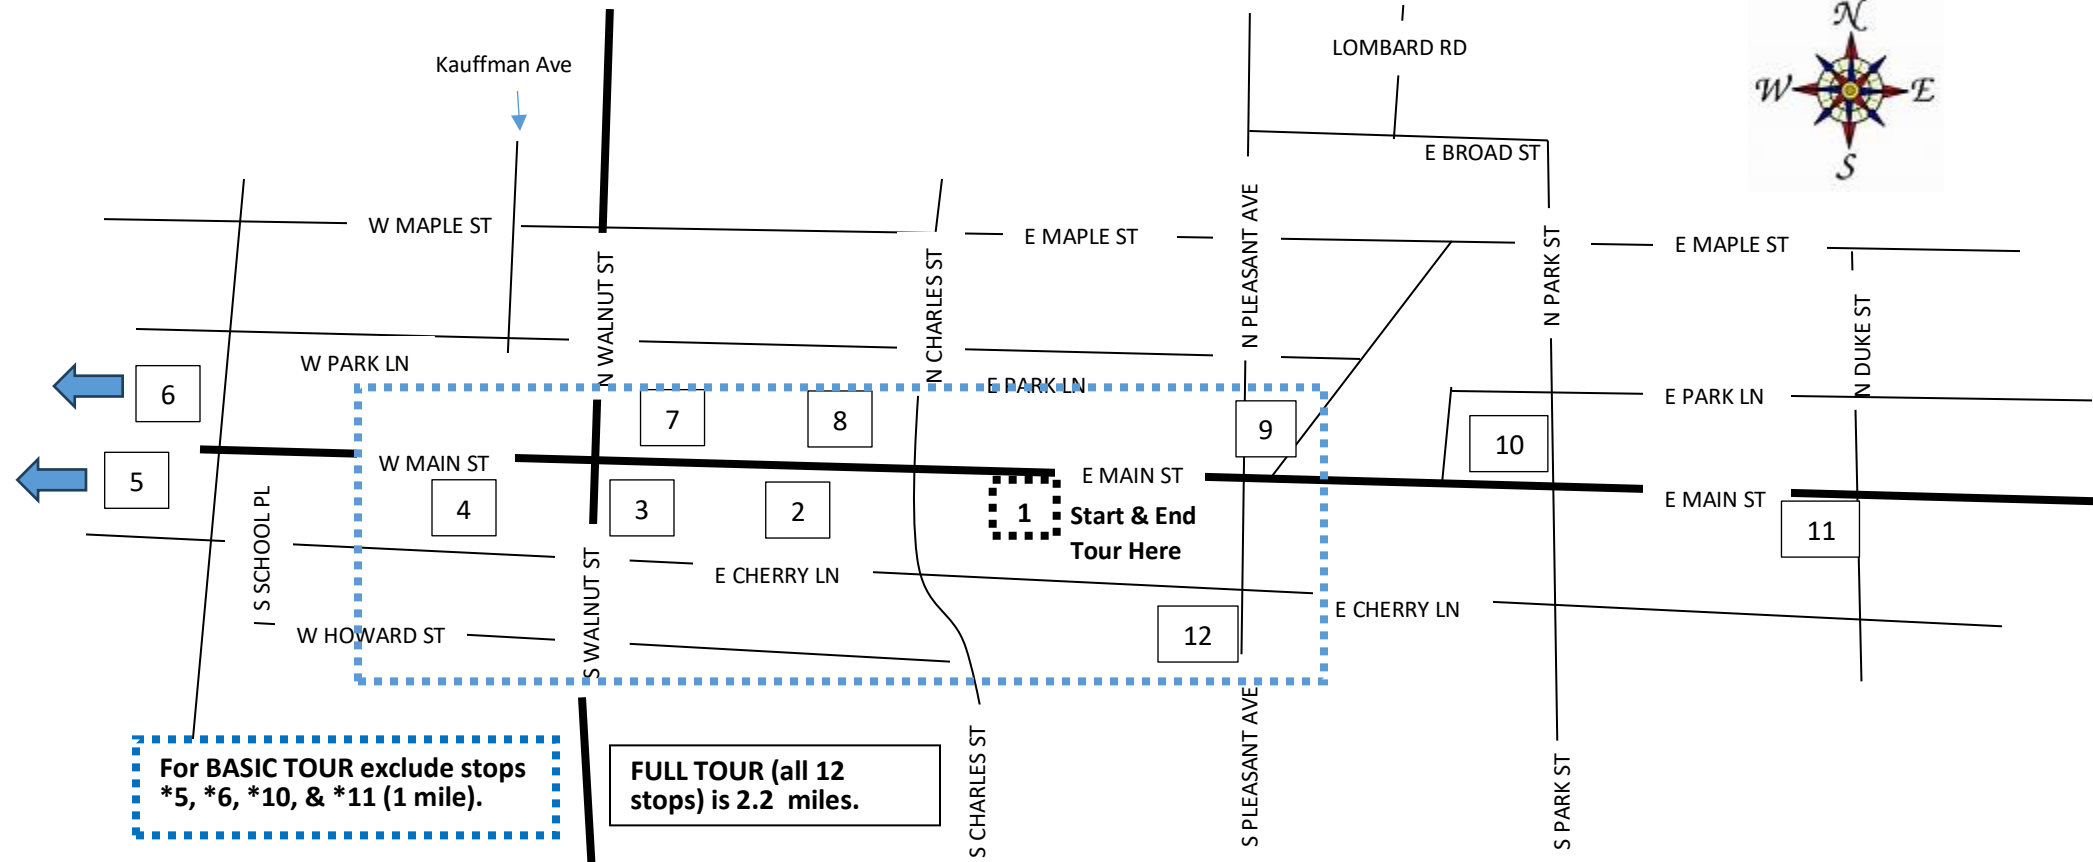 N
LOMBARD RD
Kauffman Ave
W
E
E BROAD ST
S
W MAPLE ST
E MAPLE ST
E MAPLE ST
N WALNUT ST
N CHARLES ST
N PLEASANT AVE
N PARK ST
N DUKE ST
W PARK LN
E PARK LN
E PARK LN
6
7
8
9
10
W MAIN ST
E MAIN ST
E MAIN ST
5
4
3
2
1
Start & End
Tour Here
11
S SCHOOL PL
E CHERRY LN
E CHERRY LN
W HOWARD ST
S WALNUT ST
12
For BASIC TOUR exclude stops
*5, *6, *10, & *11 (1 mile).
FULL TOUR (all 12
stops) is 2.2 miles.
S CHARLES ST
S PLEASANT AVE
S PARK ST